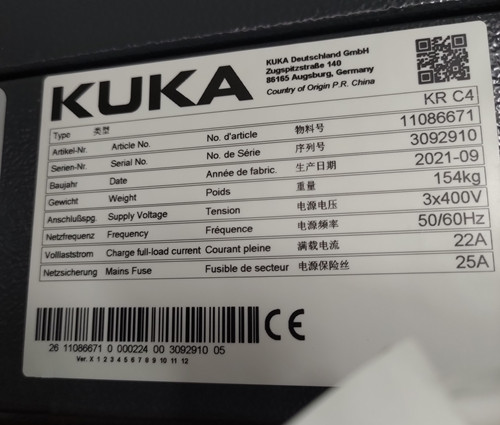 KUKA
KUKA Deutschland GmbH
Zugspitzstraße 140
86165 Augsburg, Germany
Country of Origin P.R. China
Type 类型 KR C4
Artikel-Nr. Article No. No. d'article 物料号 11086671
Serien-Nr. Serial No. No. de Série 序列号 3092910
Baujahr Date Année de fabric. 生产日期 2021-09
Gewicht Weight Poids 重量 154kg
Anschlußspg. Supply Voltage Tension 电源电压 3x400V
Netzfrequenz Frequency Fréquence 电源频率 50/60Hz
Volllaststrom Charge full-load current Courant pleine 满载电流 22A
Netzsicherung Mains Fuse Fusible de secteur 电源保险丝 25A
CE
26 11086671 0 000224 00 3092910 05
Ver. X 1 2 3 4 5 6 7 8 9 10 11 12